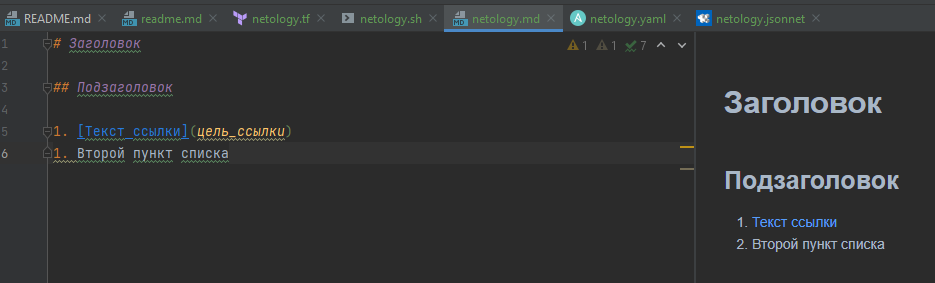 README.md readme.md netology.tf netology.sh netology.md netology.yaml netology.jsonnet
1 # Заголовок
2
3 ## Подзаголовок
4
5 1. [Текст ссылки](цель_ссылки)
6 1. Второй пункт списка
1 1 7
Заголовок
Подзаголовок
1. Текст ссылки
2. Второй пункт списка